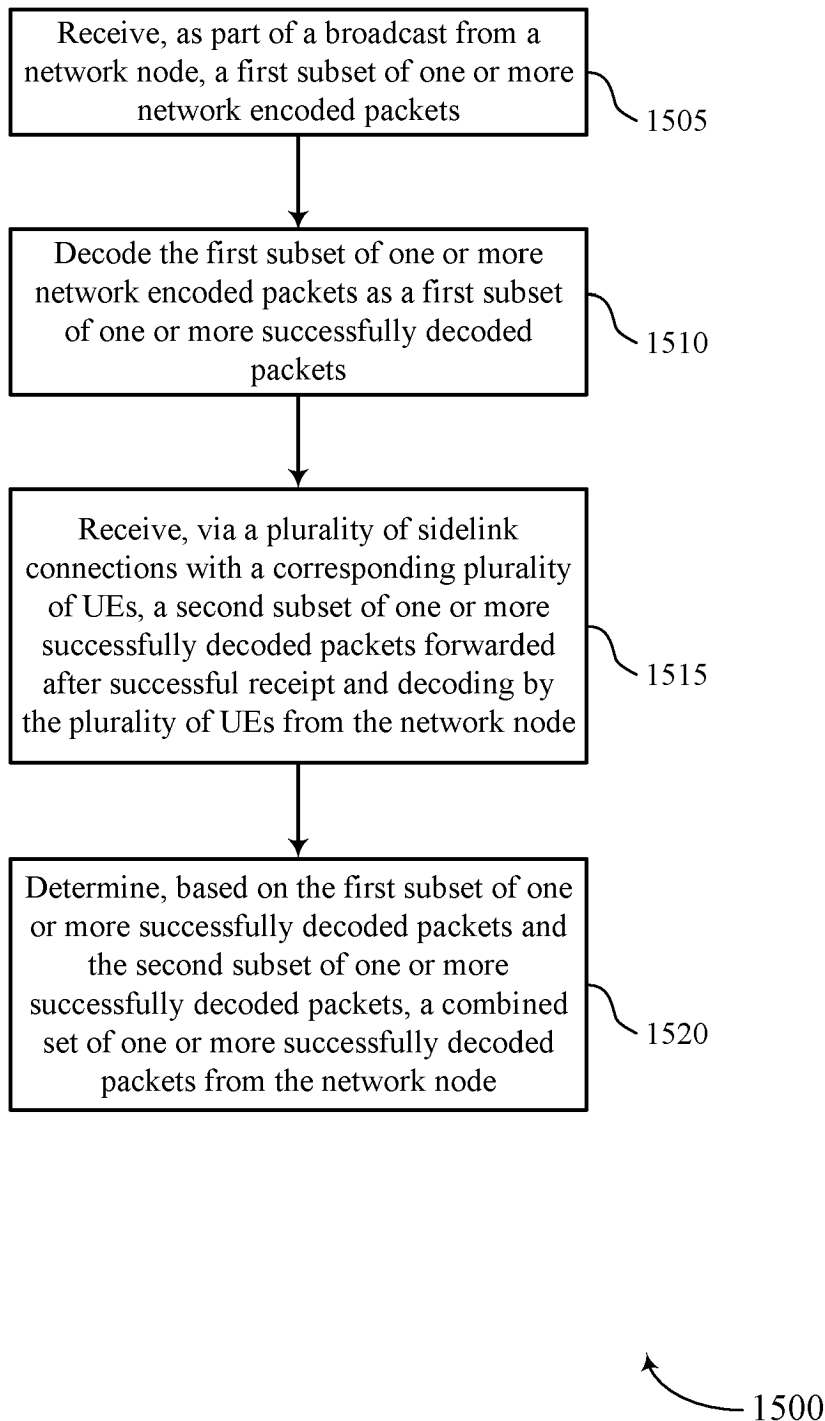 Receive, as part of a broadcast from a
network node, a first subset of one or more
network encoded packets
1505
Decode the first subset of one or more
network encoded packets as a first subset
of one or more successfully decoded
packets
1510
Receive, via a plurality of sidelink
connections with a corresponding plurality
of UEs, a second subset of one or more
successfully decoded packets forwarded
after successful receipt and decoding by
the plurality of UEs from the network node
1515
Determine, based on the first subset of one
or more successfully decoded packets and
the second subset of one or more
successfully decoded packets, a combined
set of one or more successfully decoded
packets from the network node
1520
1500